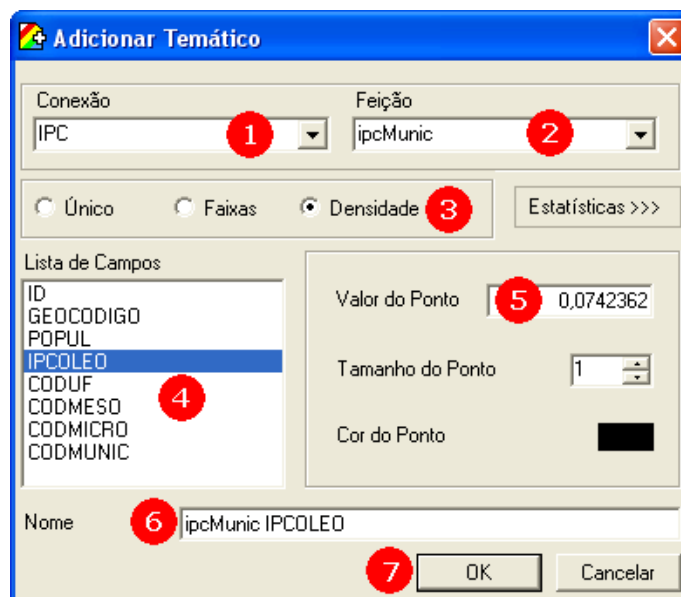 Adicionar Temático
Conexão Feição
IPC 1 ipcMunic 2
Único Faixas Densidade 3 Estatísticas >>>
Lista de Campos
ID
GEOCODIGO
POPUL
IPCOLEO
CODUF
CODMESO
CODMICRO
CODMUNIC
4
Valor do Ponto 5 0,0742362
Tamanho do Ponto 1
Cor do Ponto
Nome 6 ipcMunic IPCOLEO
7 OK Cancelar